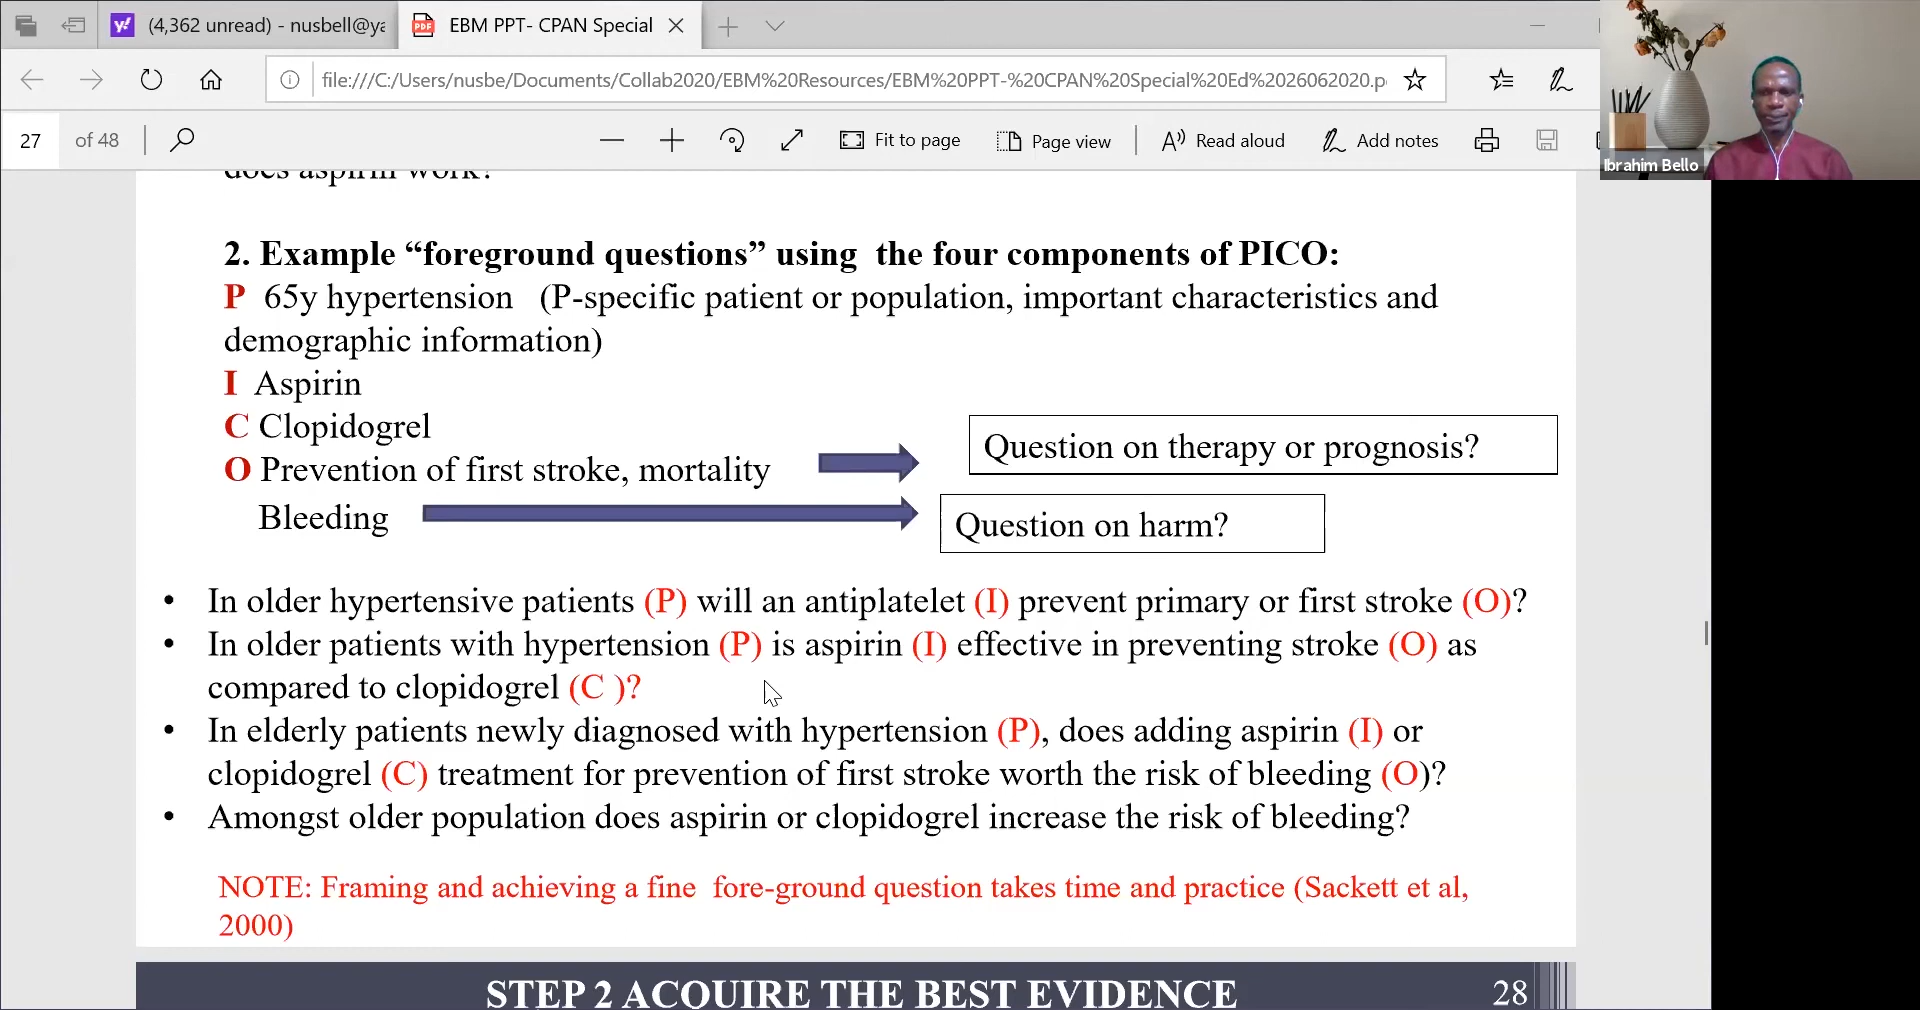 (4,362 unread) - nusbell@ya
EBM PPT- CPAN Special
file:///C:/Users/nusbe/Documents/Collab2020/EBM%20Resources/EBM%20PPT-%20CPAN%20Special%20Ed%2026062020.p
27 of 48
Fit to page
Page view
Read aloud
Add notes
Ibrahim Bello
does aspirin work?
2. Example “foreground questions” using the four components of PICO:
P 65y hypertension (P-specific patient or population, important characteristics and
demographic information)
I Aspirin
C Clopidogrel
O Prevention of first stroke, mortality
Question on therapy or prognosis?
Bleeding
Question on harm?
• In older hypertensive patients (P) will an antiplatelet (I) prevent primary or first stroke (O)?
• In older patients with hypertension (P) is aspirin (I) effective in preventing stroke (O) as
compared to clopidogrel (C )?
• In elderly patients newly diagnosed with hypertension (P), does adding aspirin (I) or
clopidogrel (C) treatment for prevention of first stroke worth the risk of bleeding (O)?
• Amongst older population does aspirin or clopidogrel increase the risk of bleeding?
NOTE: Framing and achieving a fine fore-ground question takes time and practice (Sackett et al,
2000)
STEP 2 ACQUIRE THE BEST EVIDENCE
28